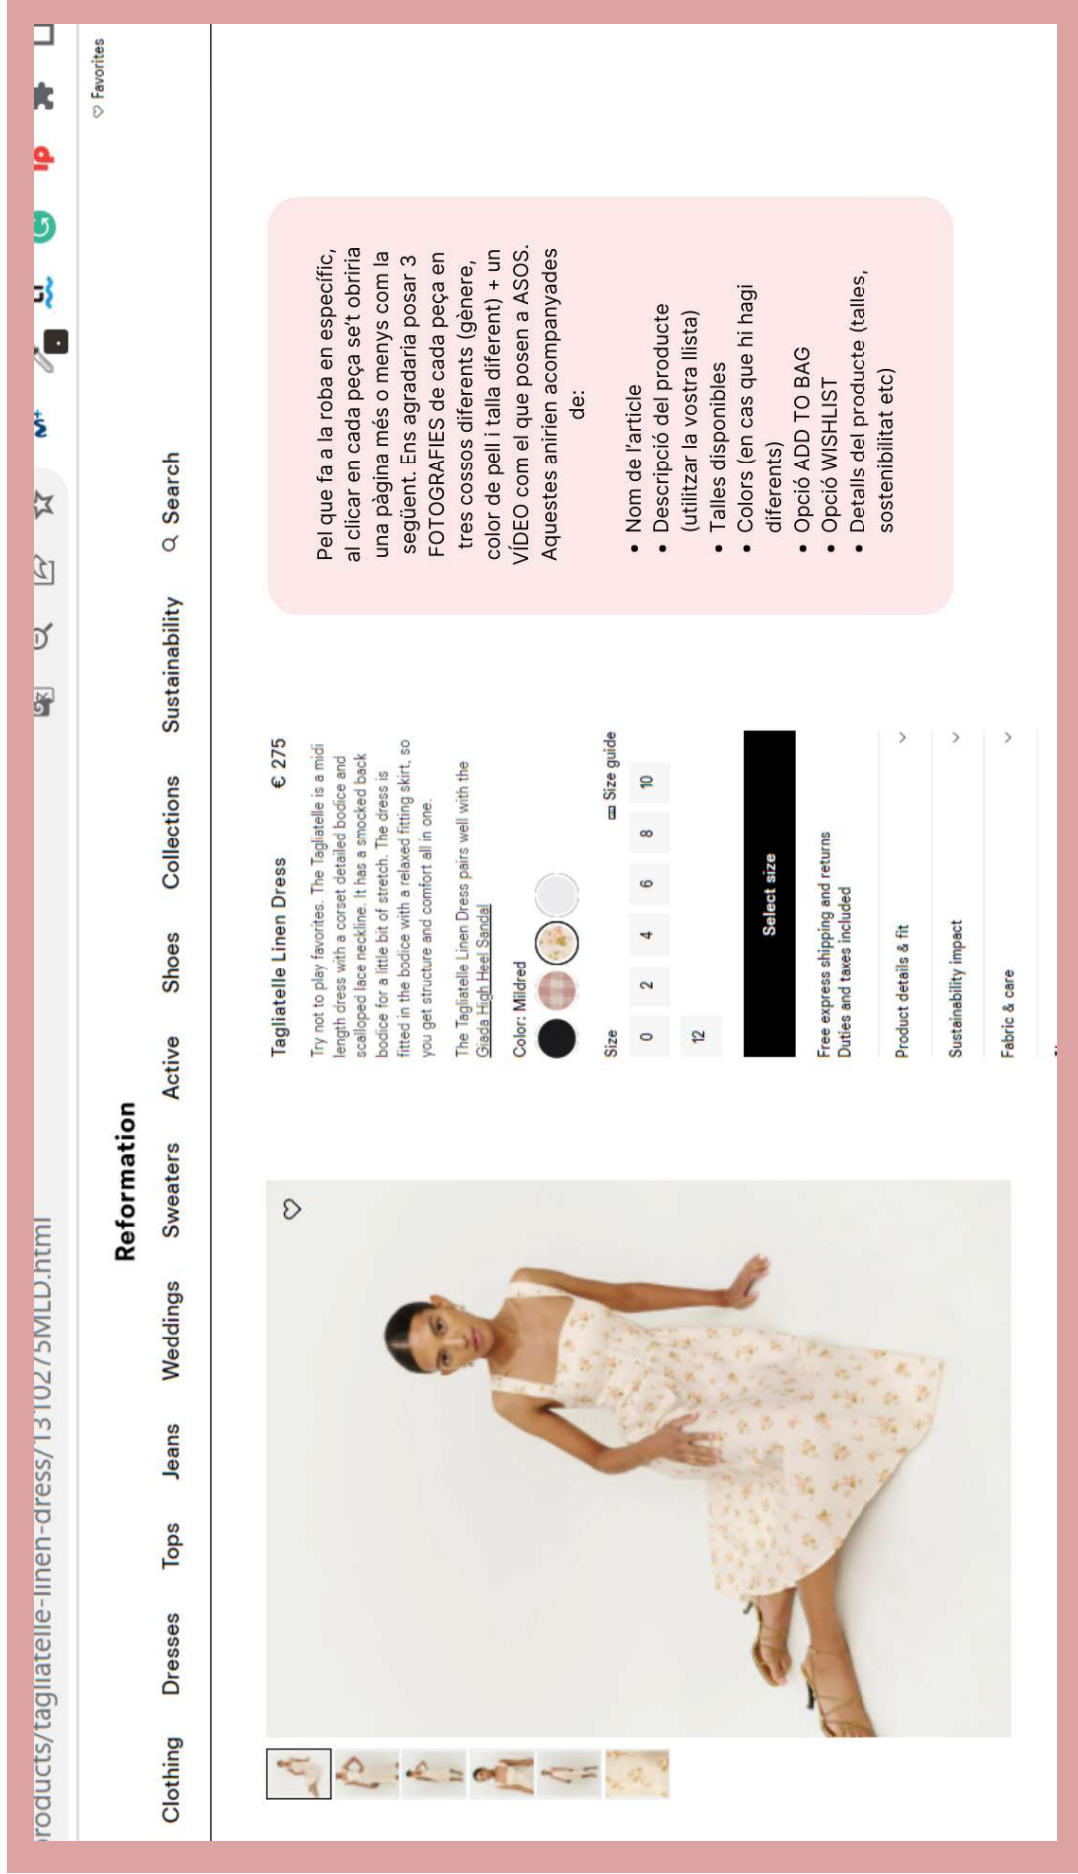 products/tagliatelle-linen-dress/1310275MLD.html
Favorites
Reformation
Clothing Dresses Tops Jeans Weddings Sweaters Active Shoes Collections Sustainability Search
Tagliatelle Linen Dress € 275
Try not to play favorites. The Tagliatelle is a midi
length dress with a corset detailed bodice and
scalloped lace neckline. It has a smocked back
bodice for a little bit of stretch. The dress is
fitted in the bodice with a relaxed fitting skirt, so
you get structure and comfort all in one.
The Tagliatelle Linen Dress pairs well with the
Giada High Heel Sandal
Color: Mildred
Size Size guide
0 2 4 6 8 10
12
Select size
Free express shipping and returns
Duties and taxes included
Product details & fit
Sustainability impact
Fabric & care
Pel que fa a la roba en específic,
al clicar en cada peça se't obriria
una pàgina més o menys com la
següent. Ens agradaria posar 3
FOTOGRAFIES de cada peça en
tres cossos diferents (gènere,
color de pell i talla diferent) + un
VÍDEO com el que posen a ASOS.
Aquestes anirien acompanyades
de:
• Nom de l'article
• Descripció del producte
(utilitzar la vostra llista)
• Talles disponibles
• Colors (en cas que hi hagi
diferents)
• Opció ADD TO BAG
• Opció WISHLIST
• Detalls del producte (talles,
sostenibilitat etc)